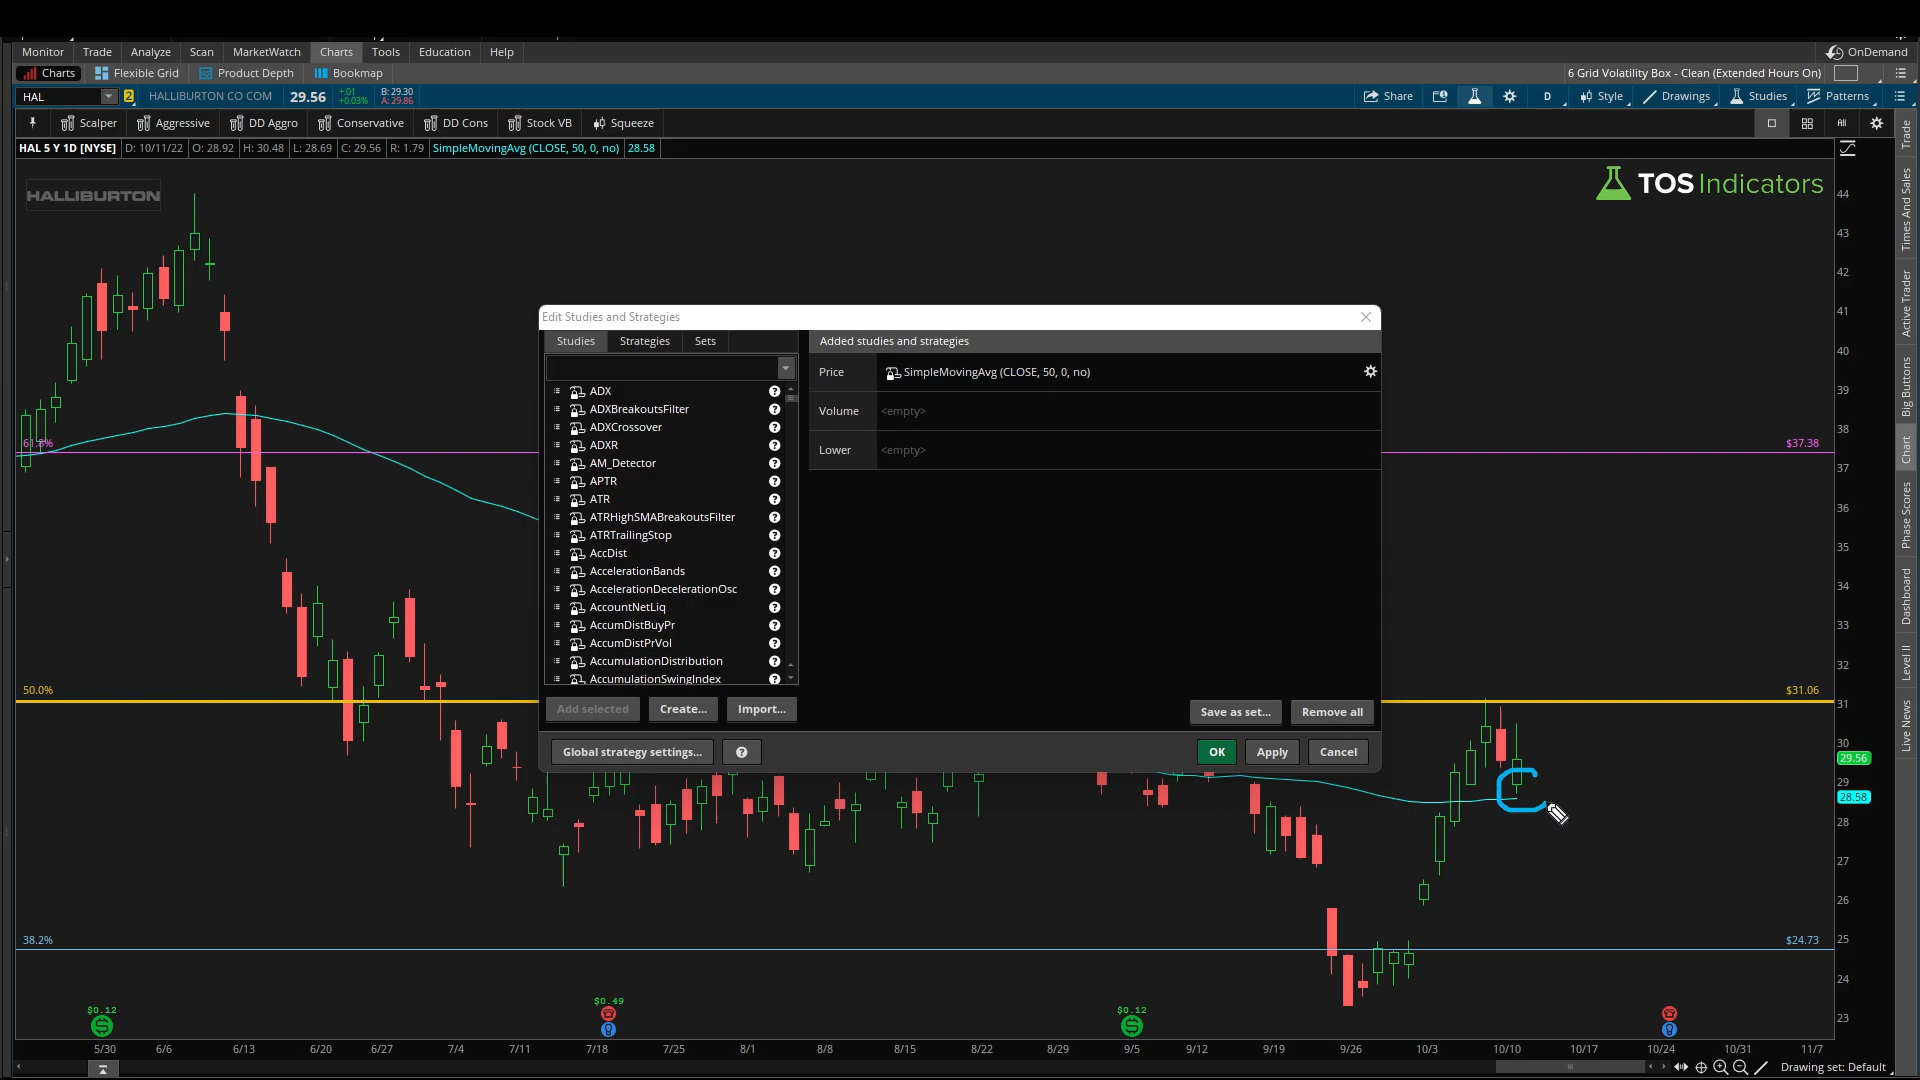 Monitor Trade Analyze Scan MarketWatch Charts Tools Education Help OnDemand
Charts Flexible Grid Product Depth Bookmap 6 Grid Volatility Box - Clean (Extended Hours On)
HAL 2 HALLIBURTON CO COM 29.56 +.01 +0.03% B: 29.30 A: 29.86 Share D Style Drawings Studies Patterns
Scalper Aggressive DD Aggro Conservative DD Cons Stock VB Squeeze All
HAL 5 Y 1D [NYSE] D: 10/11/22 O: 28.92 H: 30.48 L: 28.69 C: 29.56 R: 1.79 SimpleMovingAvg (CLOSE, 50, 0, no) 28.58
HALLIBURTON
TOS Indicators
Edit Studies and Strategies
Studies Strategies Sets
Added studies and strategies
Price SimpleMovingAvg (CLOSE, 50, 0, no)
Volume <empty>
Lower <empty>
ADX
ADXBreakoutsFilter
ADXCrossover
ADXR
AM_Detector
APTR
ATR
ATRHighSMABreakoutsFilter
ATRTrailingStop
AccDist
AccelerationBands
AccelerationDecelerationOsc
AccountNetLiq
AccumDistBuyPr
AccumDistPrVol
AccumulationDistribution
AccumulationSwingIndex
Add selected Create... Import... Save as set... Remove all
Global strategy settings... ? OK Apply Cancel
61.8% $37.38
50.0% $31.06
38.2% $24.73
44
43
42
41
40
39
38
37
36
35
34
33
32
31
30
29.56
29
28.58
28
27
26
25
24
23
$0.12 $0.49 $0.12
5/30 6/6 6/13 6/20 6/27 7/4 7/11 7/18 7/25 8/1 8/8 8/15 8/22 8/29 9/5 9/12 9/19 9/26 10/3 10/10 10/17 10/24 10/31 11/7
Drawing set: Default
Trade
Times And Sales
Active Trader
Big Buttons
Chart
Phase Scores
Dashboard
Level II
Live News